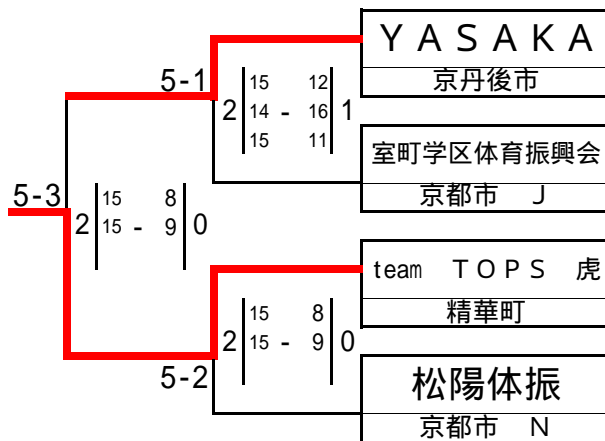 ＹＡＳＡＫＡ
京丹後市
5-1
2 15 12 1
14 - 16
15 11
室町学区体育振興会
京都市　Ｊ
5-3
2 15 8 0
15 - 9
team　ＴＯＰＳ　虎
精華町
2 15 8 0
15 - 9
5-2
松陽体振
京都市　Ｎ